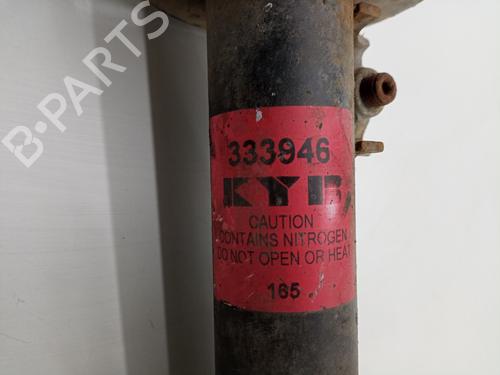 B-PARTS
333946
KYB
CAUTION
CONTAINS NITROGEN
DO NOT OPEN OR HEAT
165